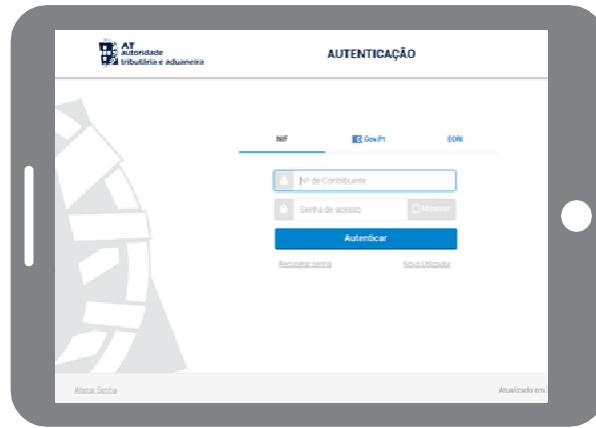 AT
autoridade
tributária e aduaneira
AUTENTICAÇÃO
NIF
Gov.Pt
EORI
Nº de Contribuinte
Senha de acesso
Mostrar
Autenticar
Recuperar senha
Novo Utilizador
Alterar Senha
Atualizado em